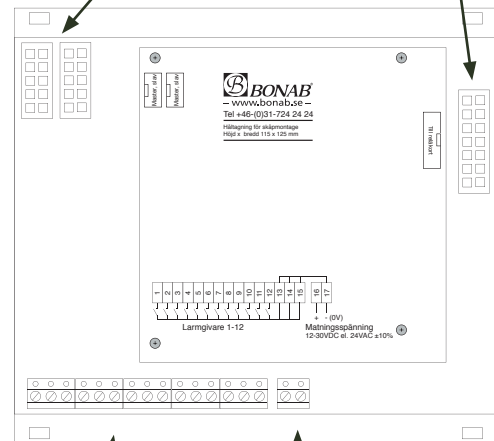 Master, slav
Master, slav
BONAB
www.bonab.se
Tel +46-(0)31-724 24 24
Håltagning för skåpmontage
Höjd x bredd 115 x 125 mm
Till reläkort
1 2 3 4 5 6 7 8 9 10 11 12 13 14 15 16 17
+ - (0V)
Larmgivare 1-12
Matningsspänning
12-30VDC el. 24VAC ±10%